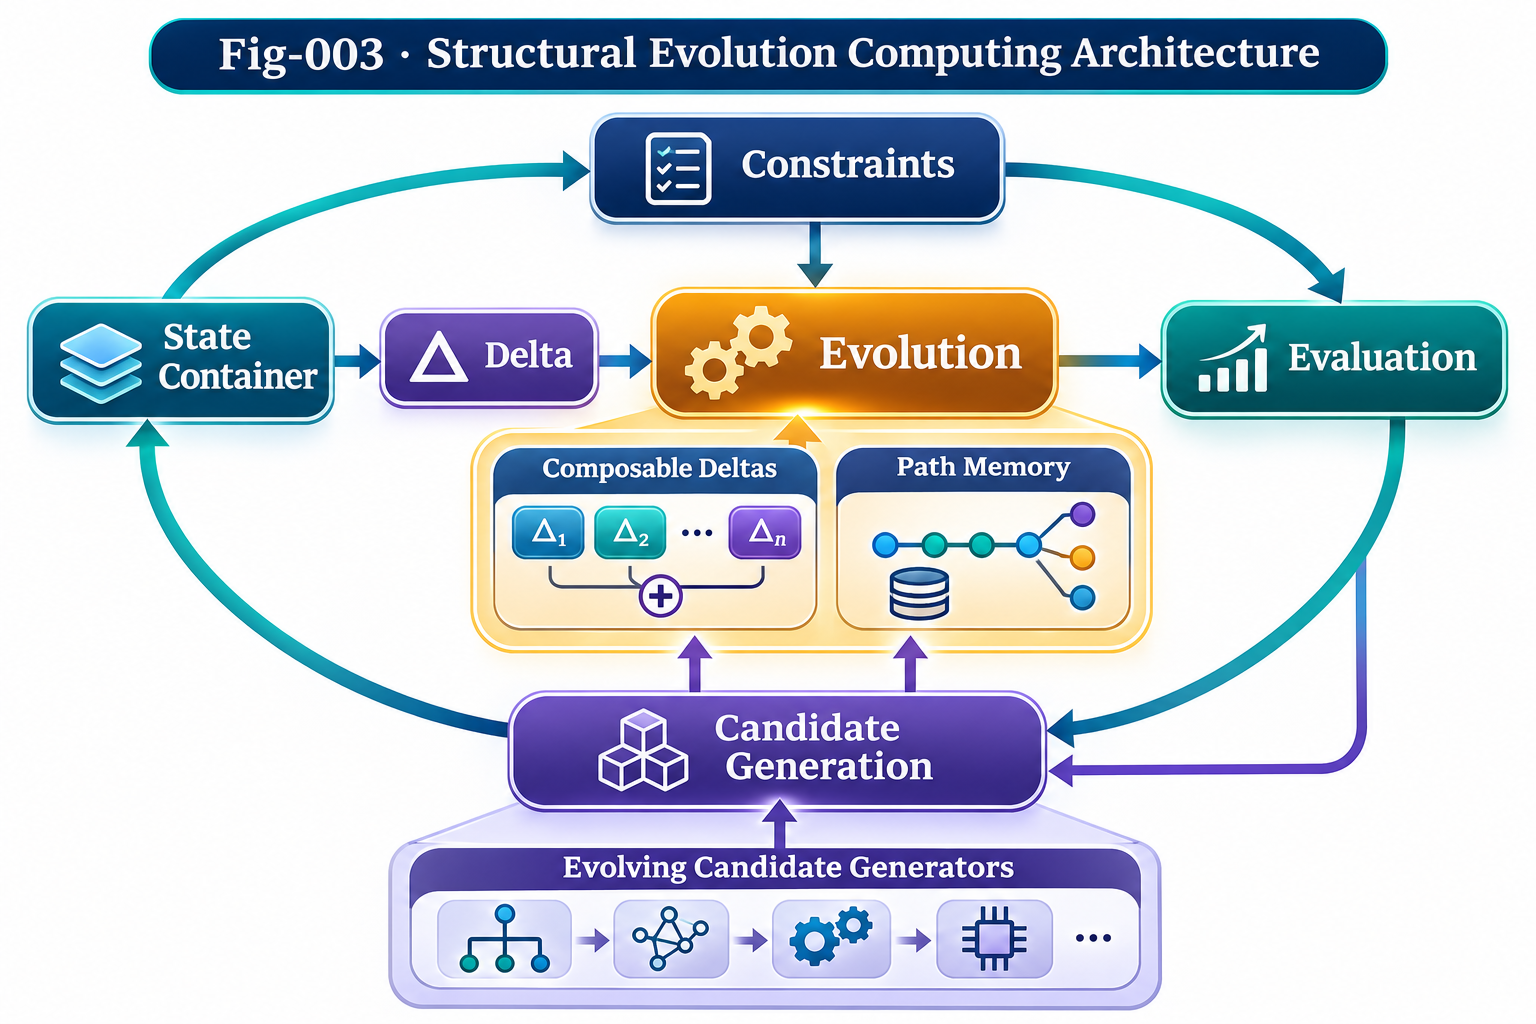 Fig-003 · Structural Evolution Computing Architecture
Constraints
State
Container
Delta
Evolution
Evaluation
Composable Deltas
Path Memory
Δ1
Δ2
...
Δn
+
Candidate
Generation
Evolving Candidate Generators
...